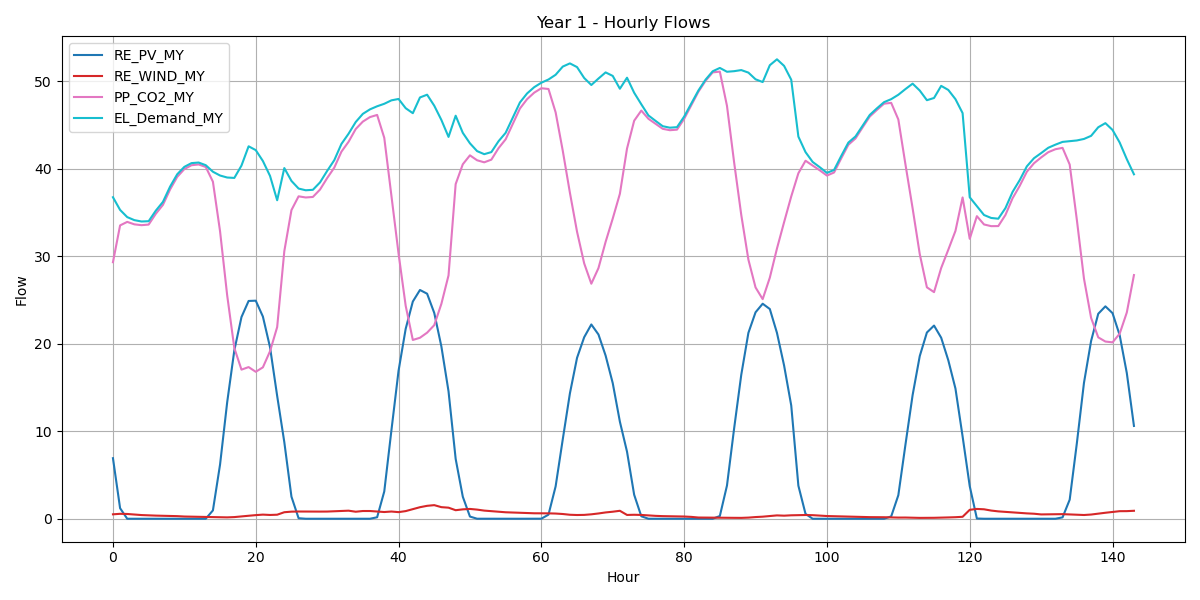 Year 1 - Hourly Flows
RE_PV_MY
RE_WIND_MY
PP_CO2_MY
EL_Demand_MY
Flow
50
40
30
20
10
0
0 20 40 60 80 100 120 140
Hour